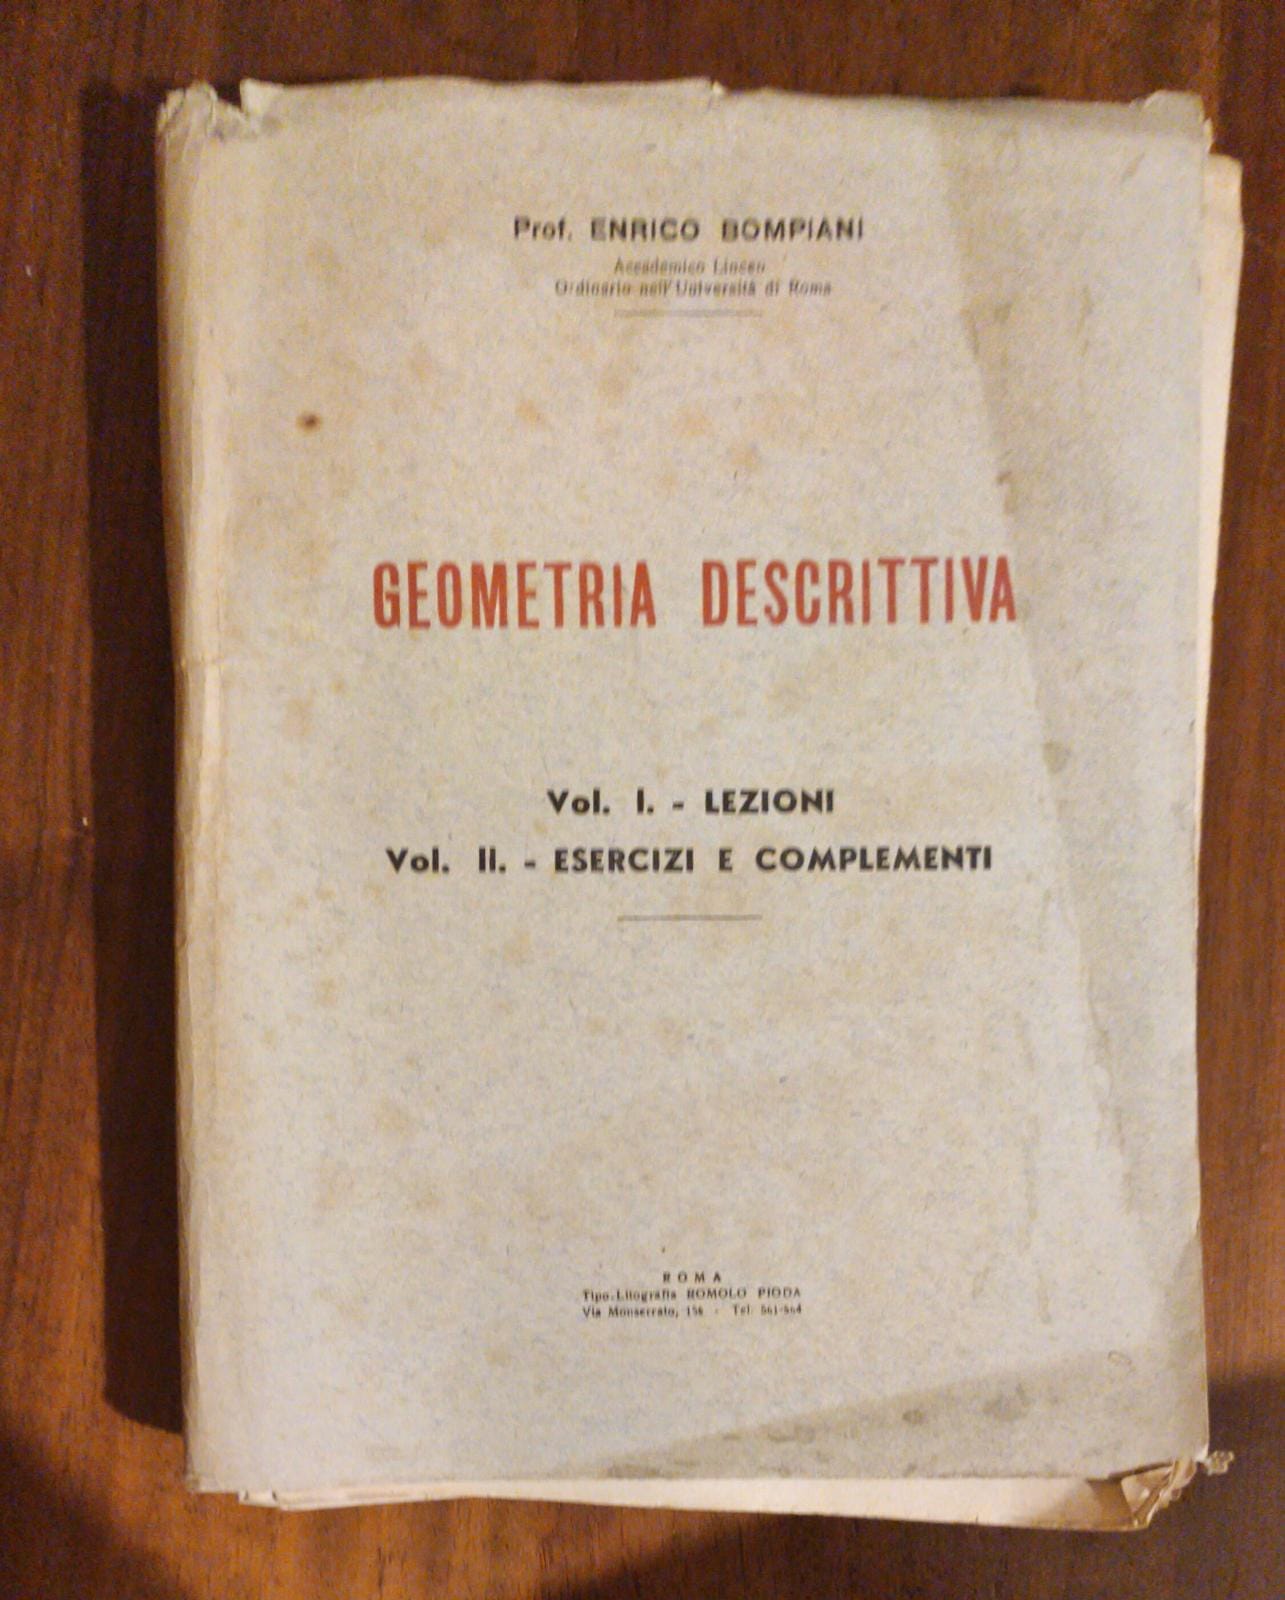 Prof. ENRICO BOMPIANI
Accademico Linceo
Ordinario nell'Università di Roma
GEOMETRIA DESCRITTIVA
Vol. I. - LEZIONI
Vol. II. - ESERCIZI E COMPLEMENTI
ROMA
Tipo-Litografia ROMOLO PIODA
Via Monserrato, 156 - Tel. 561-564